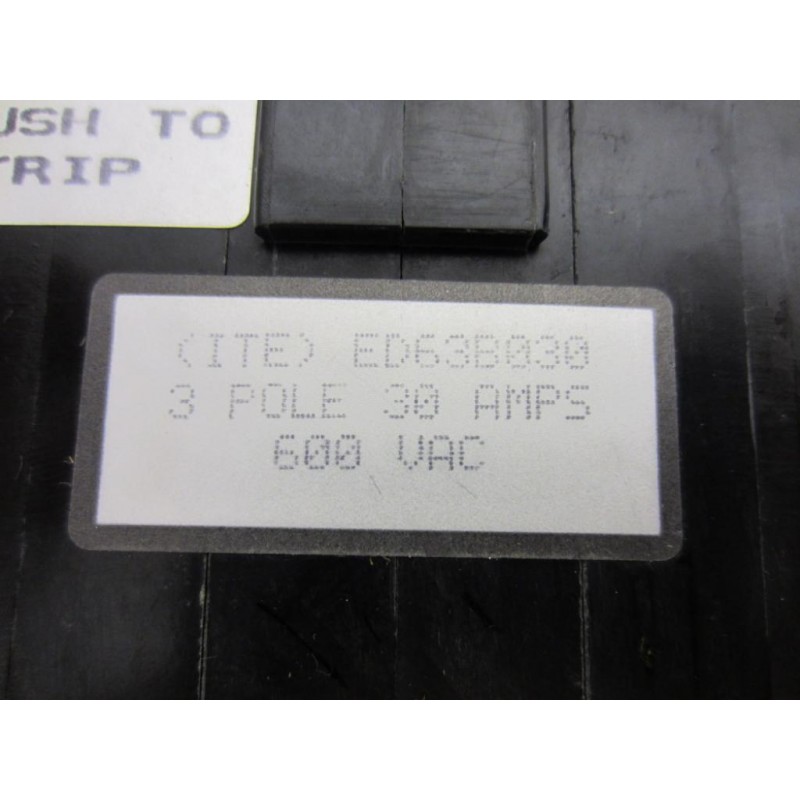 USH TO
TRIP
(ITE) ED63B030
3 POLE 30 AMPS
600 VAC